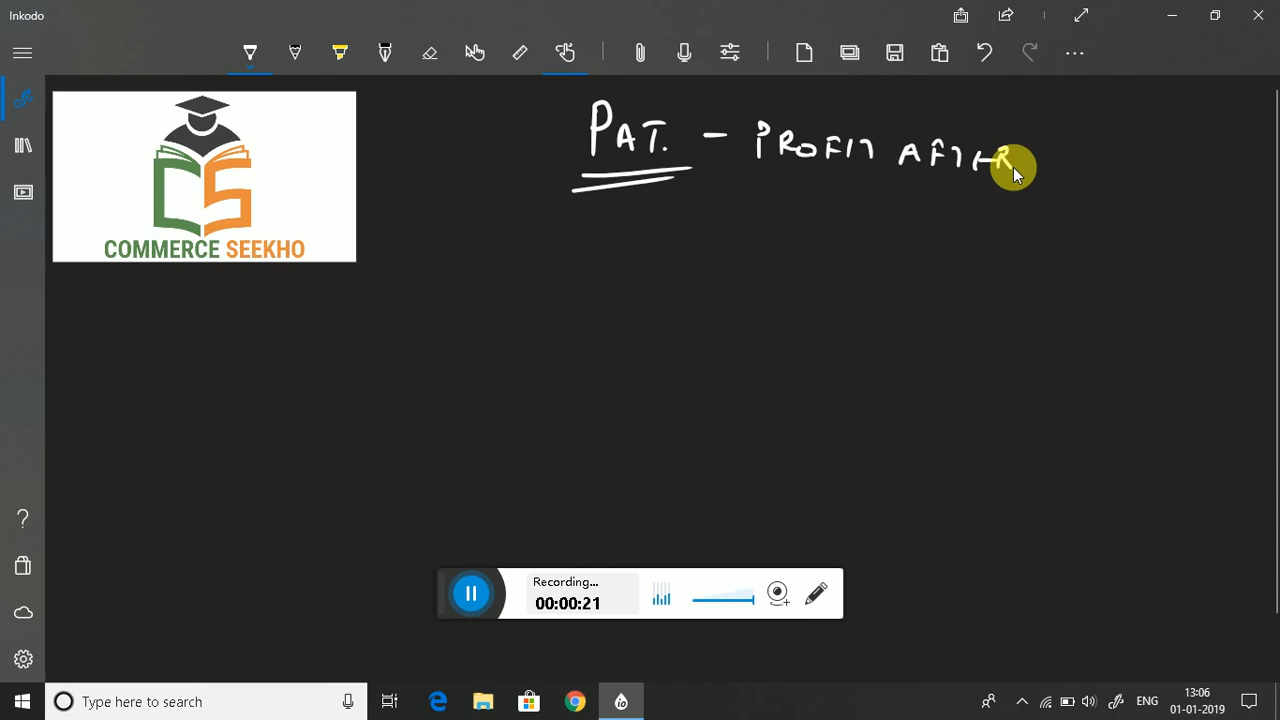 Inkodo
PAT. - PROFIT AFTER
COMMERCE SEEKHO
Recording...
00:00:21
Type here to search
ENG
13:06
01-01-2019